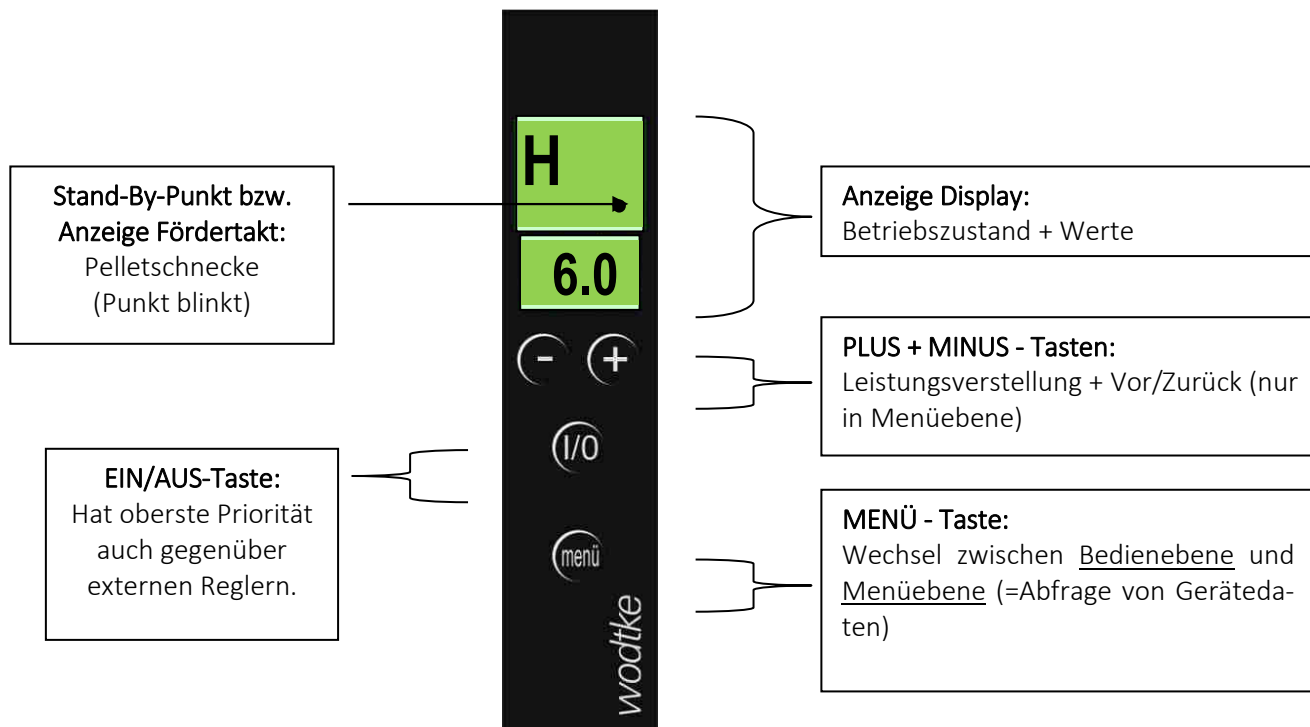 H
6.0
- +
I/O
menü
wodtke
Stand-By-Punkt bzw.
Anzeige Fördertakt:
Pelletschnecke
(Punkt blinkt)
EIN/AUS-Taste:
Hat oberste Priorität
auch gegenüber
externen Reglern.
Anzeige Display:
Betriebszustand + Werte
PLUS + MINUS - Tasten:
Leistungsverstellung + Vor/Zurück (nur
in Menüebene)
MENÜ - Taste:
Wechsel zwischen Bedienebene und
Menüebene (=Abfrage von Geräteda-
ten)